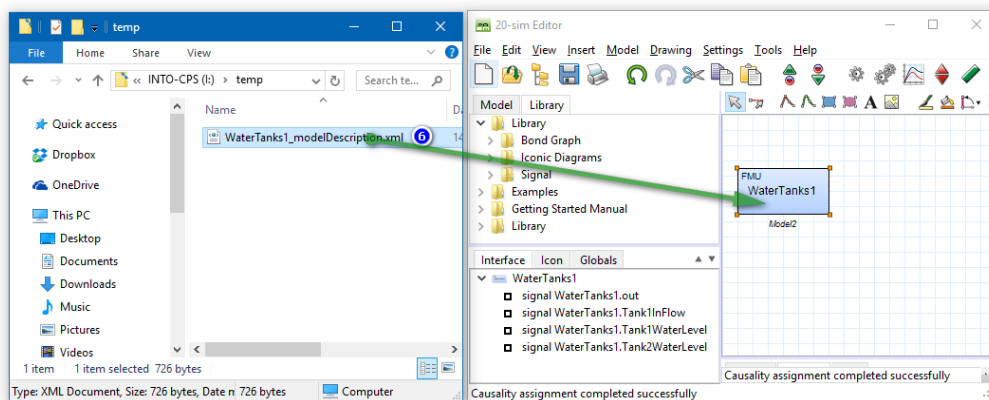 temp
File Home Share View
« INTO-CPS (I:) › temp
Search te...
Name
Quick access
WaterTanks1_modelDescription.xml 6 14
Dropbox
OneDrive
This PC
Desktop
Documents
Downloads
Music
Pictures
Videos
1 item 1 item selected 726 bytes
Type: XML Document, Size: 726 bytes, Date n 726 bytes Computer
20-sim Editor
File Edit View Insert Model Drawing Settings Tools Help
Model Library
Library
Bond Graph
Iconic Diagrams
Signal
Examples
Getting Started Manual
Library
Interface Icon Globals
WaterTanks1
signal WaterTanks1.out
signal WaterTanks1.Tank1InFlow
signal WaterTanks1.Tank1WaterLevel
signal WaterTanks1.Tank2WaterLevel
Causality assignment completed successfully
A
FMU
WaterTanks1
Model2
Causality assignment completed successfully